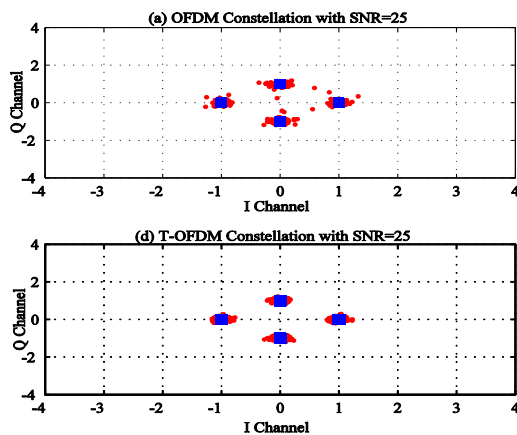 (a) OFDM Constellation with SNR=25
4
2
0
-2
-4
Q Channel
-4 -3 -2 -1 0 1 2 3 4
I Channel
(d) T-OFDM Constellation with SNR=25
4
2
0
-2
-4
Q Channel
-4 -3 -2 -1 0 1 2 3 4
I Channel